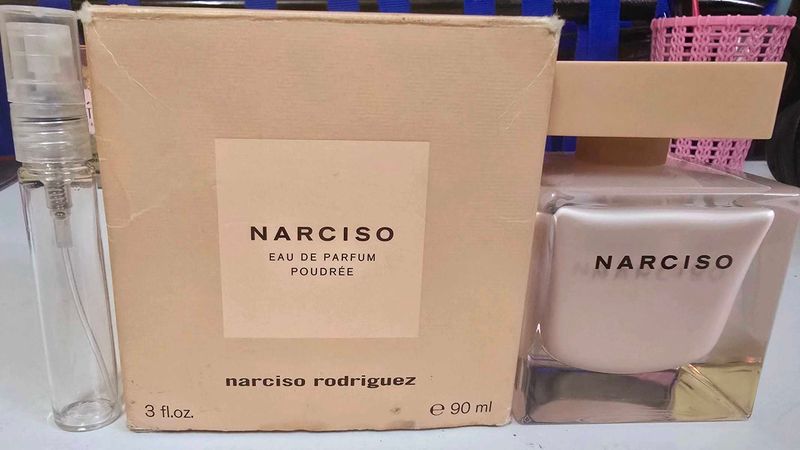 NARCISO
EAU DE PARFUM
POUDRÉE
narciso rodriguez
3 fl.oz.
℮ 90 ml
NARCISO